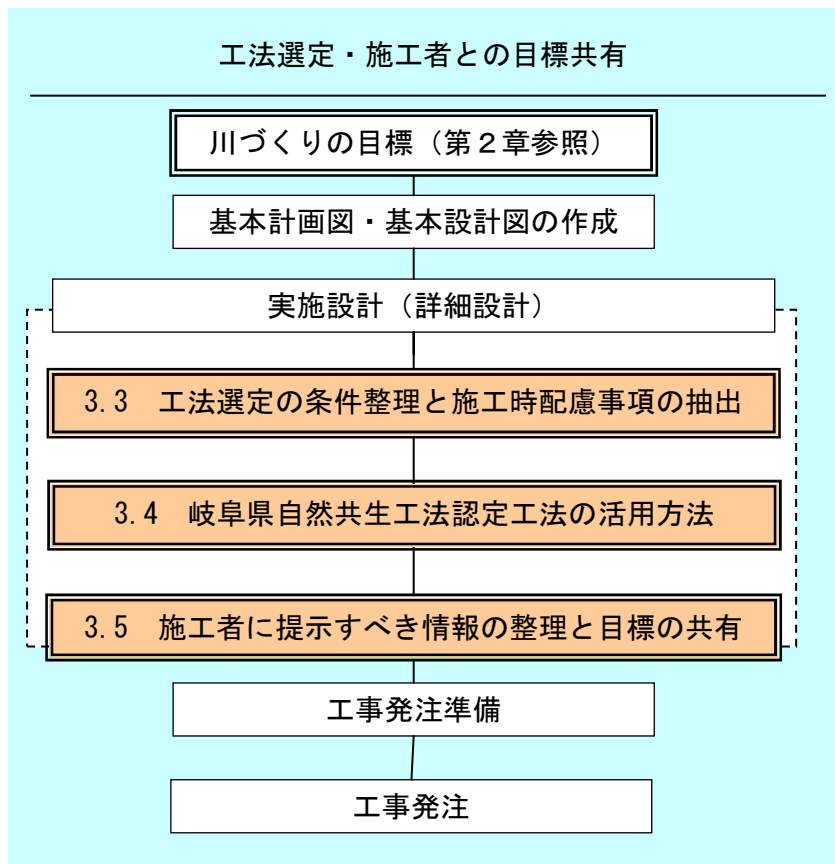 工法選定・施工者との目標共有
川づくりの目標（第２章参照）
基本計画図・基本設計図の作成
実施設計（詳細設計）
3.3　工法選定の条件整理と施工時配慮事項の抽出
3.4　岐阜県自然共生工法認定工法の活用方法
3.5　施工者に提示すべき情報の整理と目標の共有
工事発注準備
工事発注